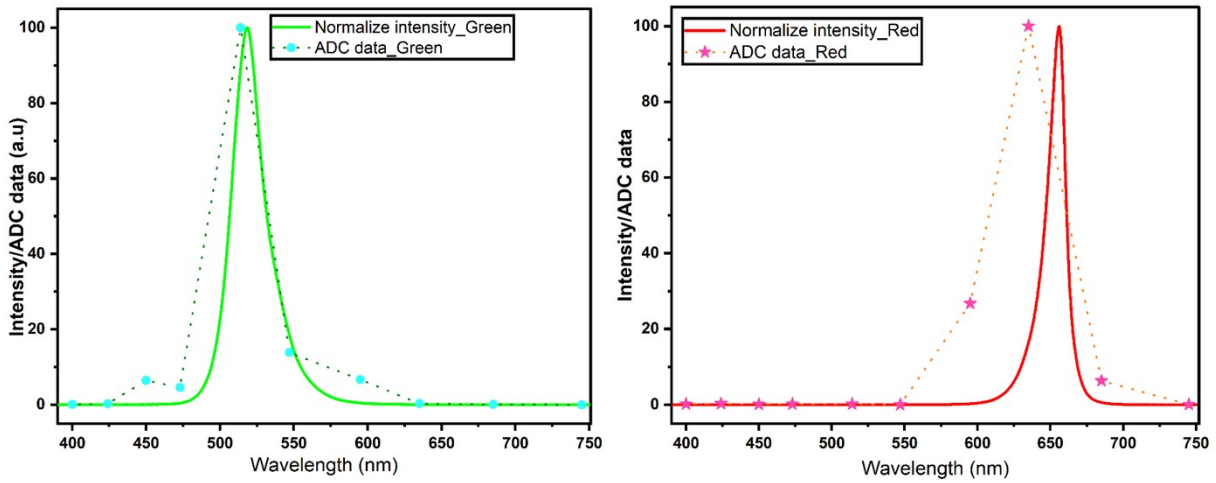 Normalize intensity_Green
ADC data_Green
Intensity/ADC data (a.u)
100
80
60
40
20
0
400 450 500 550 600 650 700 750
Wavelength (nm)
Normalize intensity_Red
ADC data_Red
Intensity/ADC data
100
80
60
40
20
0
400 450 500 550 600 650 700 750
Wavelength (nm)